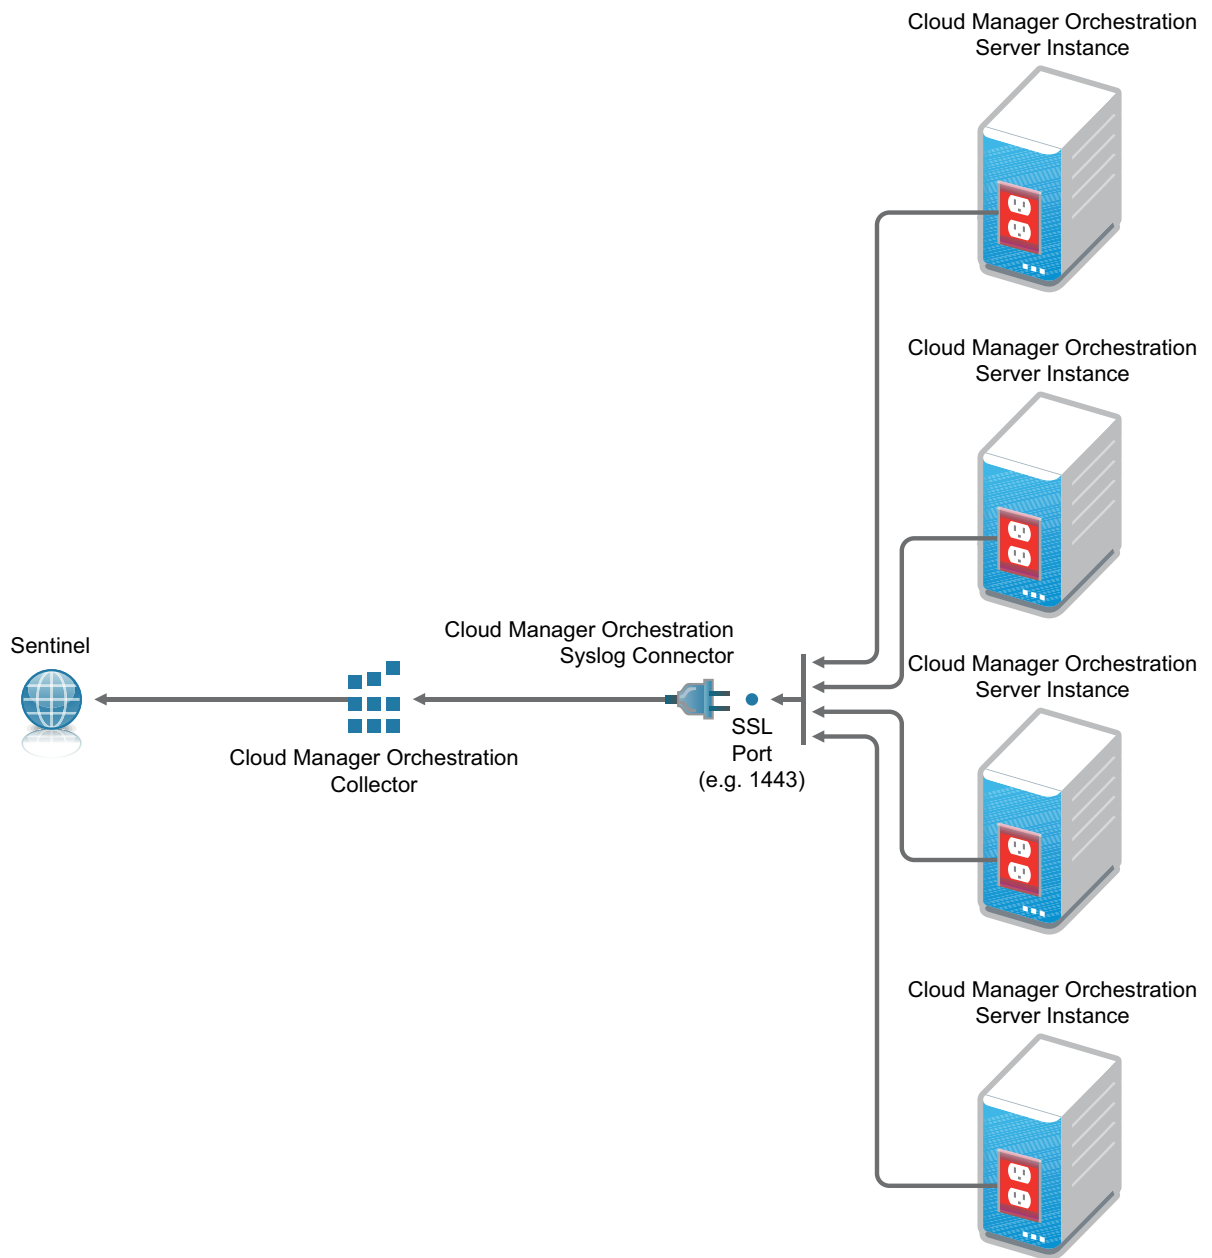 Cloud Manager Orchestration
Server Instance
Cloud Manager Orchestration
Server Instance
Cloud Manager Orchestration
Syslog Connector
Sentinel
Cloud Manager Orchestration
Server Instance
SSL
Port
(e.g. 1443)
Cloud Manager Orchestration
Collector
Cloud Manager Orchestration
Server Instance